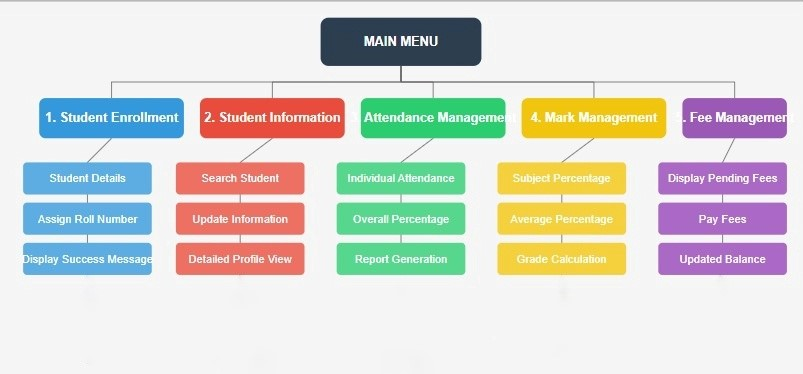 MAIN MENU
1. Student Enrollment
2. Student Information
Attendance Management
4. Mark Management
. Fee Management
Student Details
Search Student
Individual Attendance
Subject Percentage
Display Pending Fees
Assign Roll Number
Update Information
Overall Percentage
Average Percentage
Pay Fees
Display Success Message
Detailed Profile View
Report Generation
Grade Calculation
Updated Balance